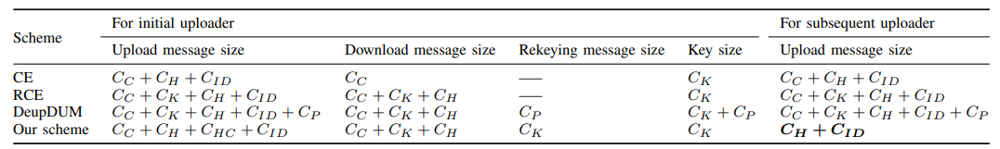 For initial uploader For subsequent uploader
Scheme Upload message size Download message size Rekeying message size Key size Upload message size
CE C_C + C_H + C_{ID} C_C — C_K C_C + C_H + C_{ID}
RCE C_C + C_K + C_H + C_{ID} C_C + C_K + C_H — C_K C_C + C_K + C_H + C_{ID}
DeupDUM C_C + C_K + C_H + C_{ID} + C_P C_C + C_K + C_H C_P C_K + C_P C_C + C_K + C_H + C_{ID} + C_P
Our scheme C_C + C_H + C_{HC} + C_{ID} C_C + C_K + C_H C_K C_K C_H + C_{ID}